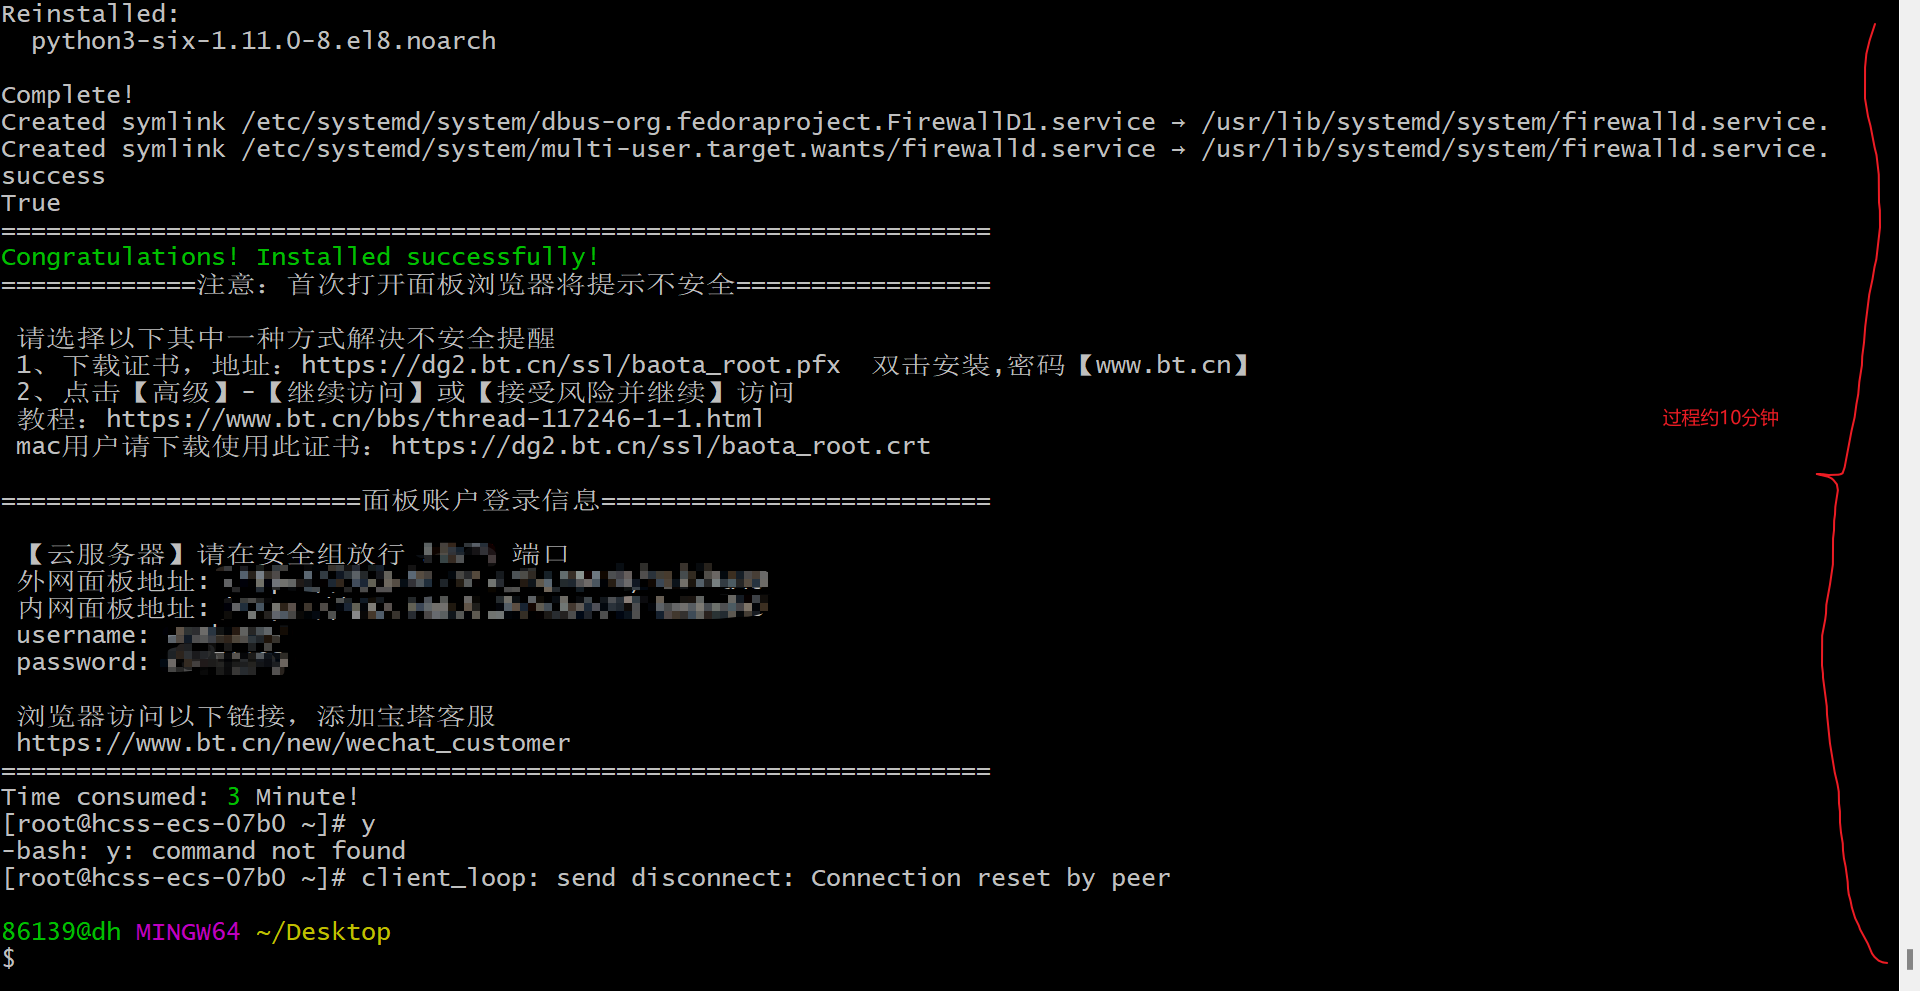 Reinstalled:
python3-six-1.11.0-8.el8.noarch
Complete!
Created symlink /etc/systemd/system/dbus-org.fedoraproject.FirewallD1.service → /usr/lib/systemd/system/firewalld.service.
Created symlink /etc/systemd/system/multi-user.target.wants/firewalld.service → /usr/lib/systemd/system/firewalld.service.
success
True
==================================================================
Congratulations! Installed successfully!
=============注意：首次打开面板浏览器将提示不安全=================
请选择以下其中一种方式解决不安全提醒
1、下载证书，地址：https://dg2.bt.cn/ssl/baota_root.pfx  双击安装,密码【www.bt.cn】
2、点击【高级】-【继续访问】或【接受风险并继续】访问
教程：https://www.bt.cn/bbs/thread-117246-1-1.html
mac用户请下载使用此证书：https://dg2.bt.cn/ssl/baota_root.crt
过程约10分钟
========================面板账户登录信息==========================
【云服务器】请在安全组放行 端口
外网面板地址:
内网面板地址:
username:
password:
浏览器访问以下链接，添加宝塔客服
https://www.bt.cn/new/wechat_customer
==================================================================
Time consumed: 3 Minute!
[root@hcss-ecs-07b0 ~]# y
-bash: y: command not found
[root@hcss-ecs-07b0 ~]# client_loop: send disconnect: Connection reset by peer
86139@dh MINGW64 ~/Desktop
$